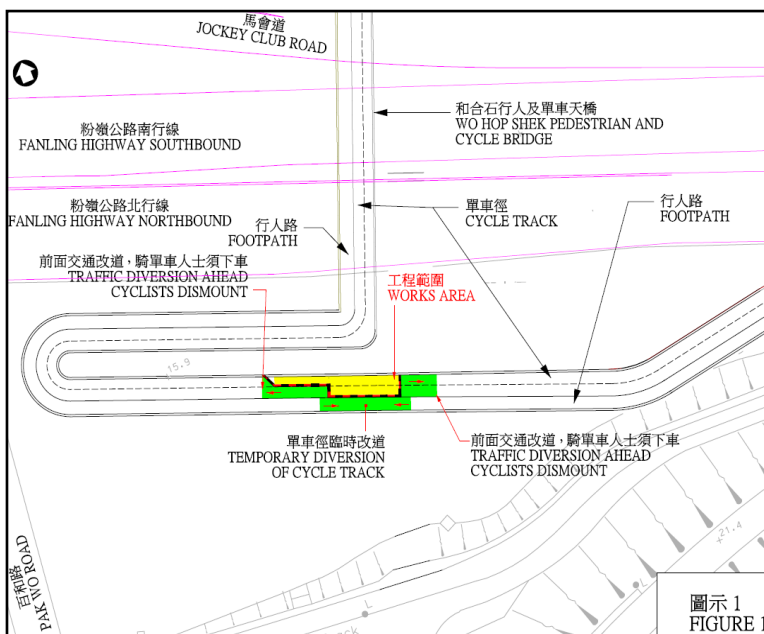 馬會道
JOCKEY CLUB ROAD
和合石行人及單車天橋
WO HOP SHEK PEDESTRIAN AND
CYCLE BRIDGE
粉嶺公路南行線
FANLING HIGHWAY SOUTHBOUND
粉嶺公路北行線
FANLING HIGHWAY NORTHBOUND
行人路
FOOTPATH
單車徑
CYCLE TRACK
行人路
FOOTPATH
前面交通改道，騎單車人士須下車
TRAFFIC DIVERSION AHEAD
CYCLISTS DISMOUNT
工程範圍
WORKS AREA
15.9
單車徑臨時改道
TEMPORARY DIVERSION
OF CYCLE TRACK
前面交通改道，騎單車人士須下車
TRAFFIC DIVERSION AHEAD
CYCLISTS DISMOUNT
百和路
PAK WO ROAD
+21.4
L
L
圖示 1
FIGURE 1